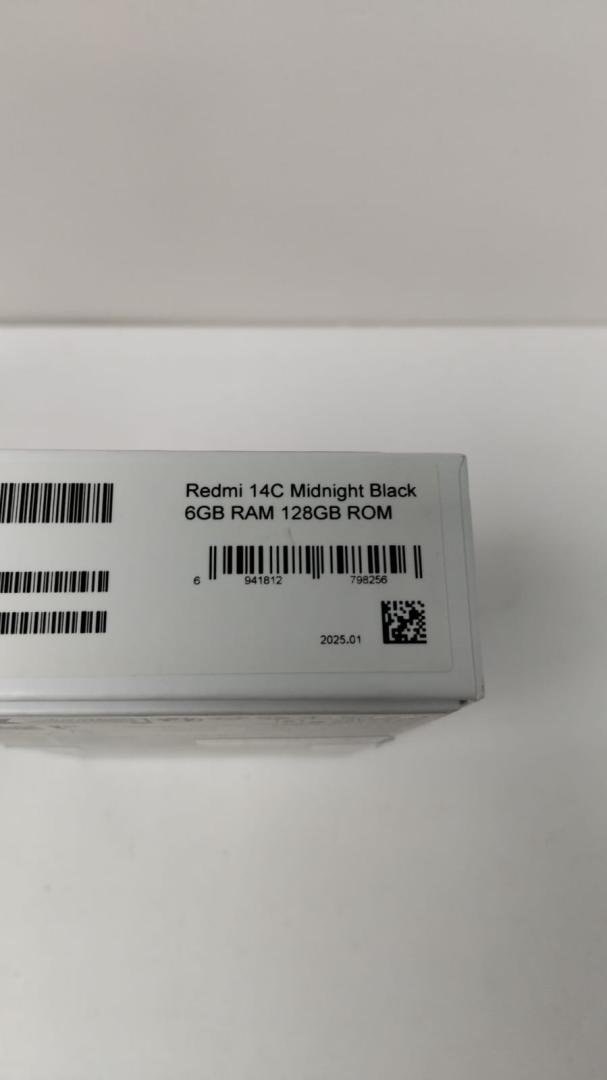 Redmi 14C Midnight Black
6GB RAM 128GB ROM
6 941812 798256
2025.01